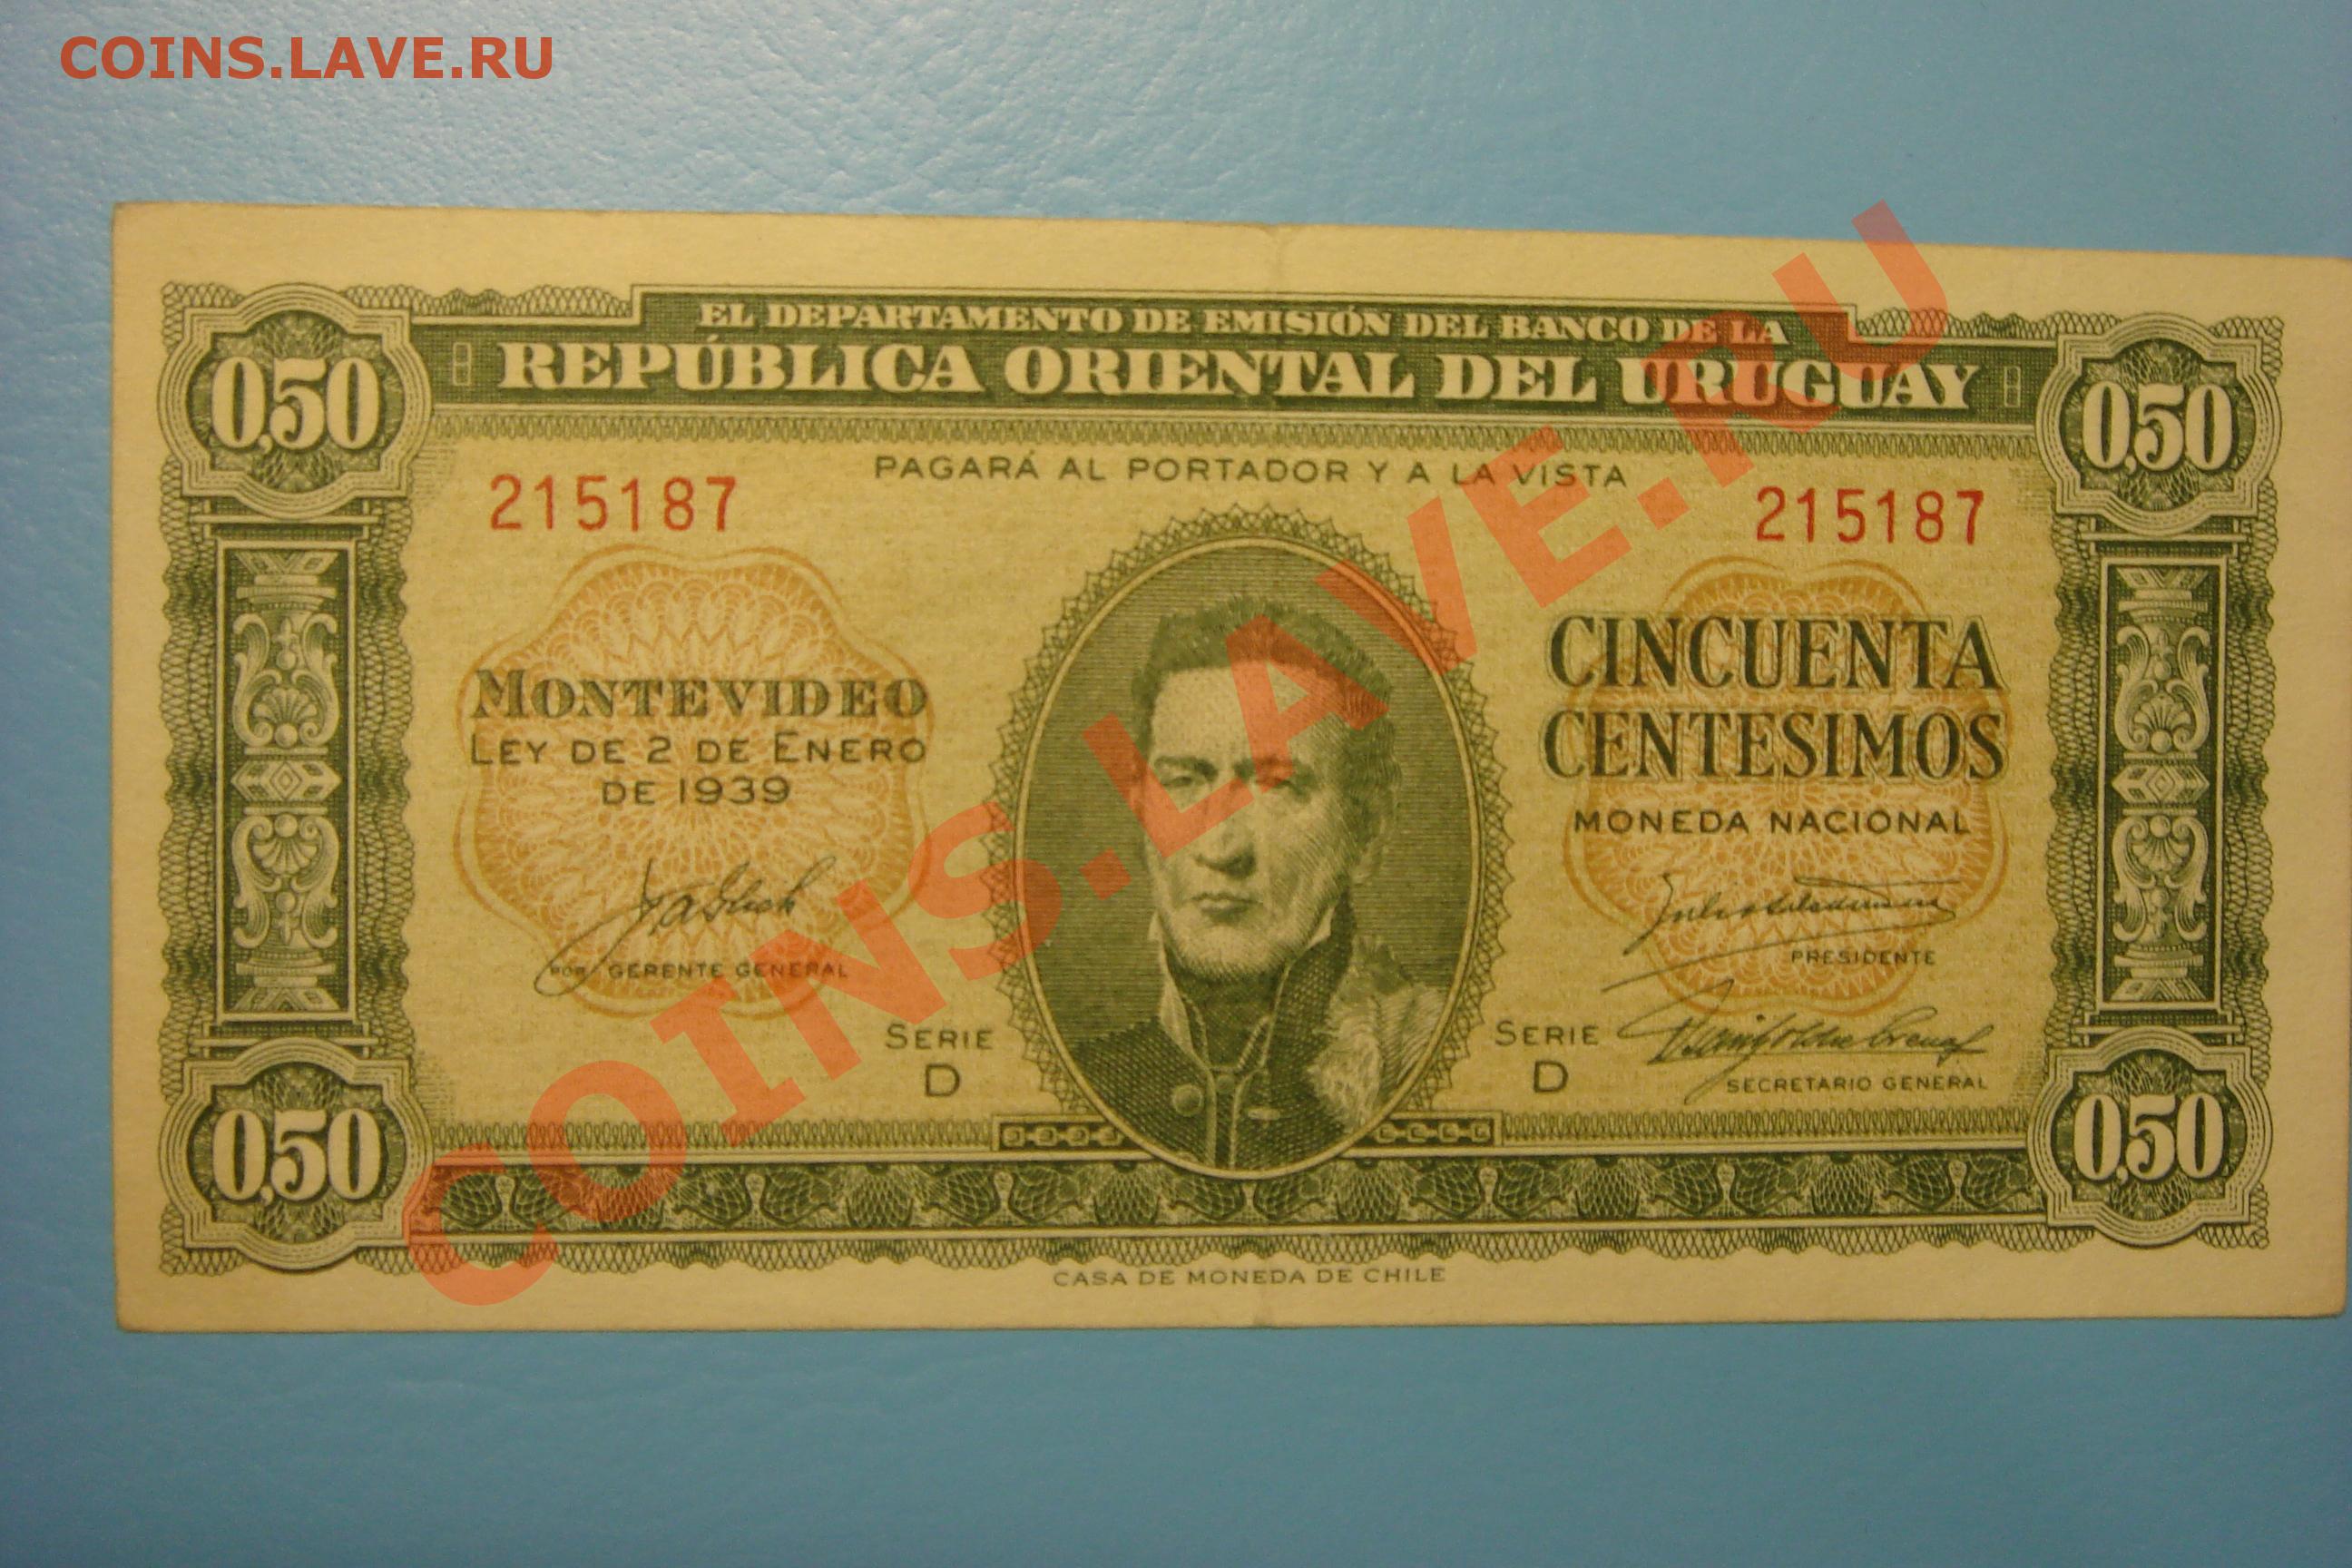 COINS.LAVE.RU
EL DEPARTAMENTO DE EMISIÓN DEL BANCO DE LA
REPÚBLICA ORIENTAL DEL URUGUAY
0,50
0,50
PAGARÁ AL PORTADOR Y A LA VISTA
215187
215187
MONTEVIDEO
LEY DE 2 DE ENERO
DE 1939
CINCUENTA
CENTESIMOS
MONEDA NACIONAL
POR GERENTE GENERAL
PRESIDENTE
SERIE
D
SERIE
D
SECRETARIO GENERAL
0,50
0,50
CASA DE MONEDA DE CHILE
COINS.LAVE.RU